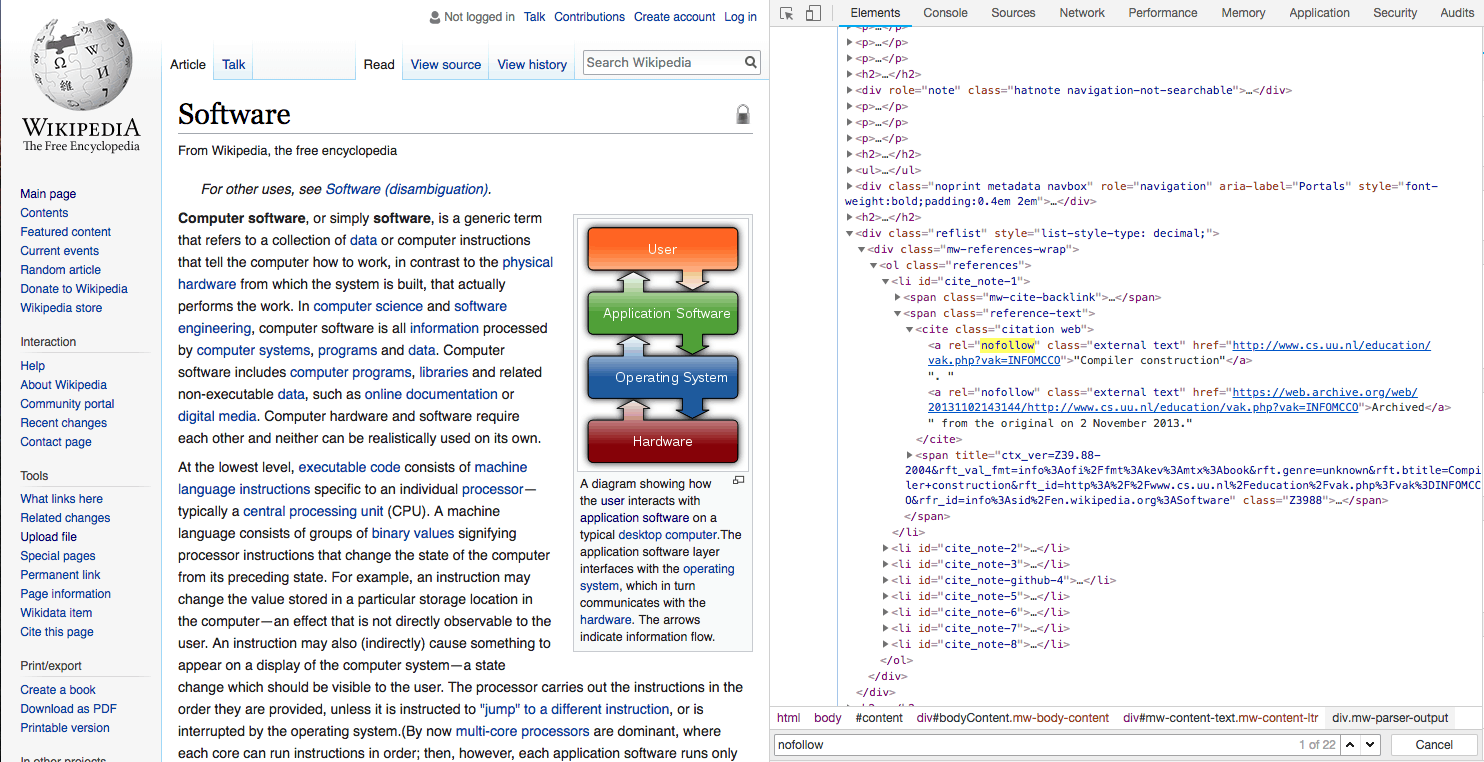 Not logged in Talk Contributions Create account Log in
Article Talk Read View source View history Search Wikipedia
WIKIPEDIA
The Free Encyclopedia
Main page
Contents
Featured content
Current events
Random article
Donate to Wikipedia
Wikipedia store
Interaction
Help
About Wikipedia
Community portal
Recent changes
Contact page
Tools
What links here
Related changes
Upload file
Special pages
Permanent link
Page information
Wikidata item
Cite this page
Print/export
Create a book
Download as PDF
Printable version
In other projects
Software
From Wikipedia, the free encyclopedia
For other uses, see Software (disambiguation).
Computer software, or simply software, is a generic term
that refers to a collection of data or computer instructions
that tell the computer how to work, in contrast to the physical
hardware from which the system is built, that actually
performs the work. In computer science and software
engineering, computer software is all information processed
by computer systems, programs and data. Computer
software includes computer programs, libraries and related
non-executable data, such as online documentation or
digital media. Computer hardware and software require
each other and neither can be realistically used on its own.
At the lowest level, executable code consists of machine
language instructions specific to an individual processor—
typically a central processing unit (CPU). A machine
language consists of groups of binary values signifying
processor instructions that change the state of the computer
from its preceding state. For example, an instruction may
change the value stored in a particular storage location in
the computer—an effect that is not directly observable to the
user. An instruction may also (indirectly) cause something to
appear on a display of the computer system—a state
change which should be visible to the user. The processor carries out the instructions in the
order they are provided, unless it is instructed to "jump" to a different instruction, or is
interrupted by the operating system.(By now multi-core processors are dominant, where
each core can run instructions in order; then, however, each application software runs only
User
Application Software
Operating System
Hardware
A diagram showing how
the user interacts with
application software on a
typical desktop computer.The
application software layer
interfaces with the operating
system, which in turn
communicates with the
hardware. The arrows
indicate information flow.
Elements Console Sources Network Performance Memory Application Security Audits
<p>…</p>
<p>…</p>
<p>…</p>
<h2>…</h2>
<div role="note" class="hatnote navigation-not-searchable">…</div>
<p>…</p>
<p>…</p>
<p>…</p>
<h2>…</h2>
<ul>…</ul>
<div class="noprint metadata navbox" role="navigation" aria-label="Portals" style="font-
weight:bold;padding:0.4em 2em">…</div>
<h2>…</h2>
<div class="reflist" style="list-style-type: decimal;">
<div class="mw-references-wrap">
<ol class="references">
<li id="cite_note-1">
<span class="mw-cite-backlink">…</span>
<span class="reference-text">
<cite class="citation web">
<a rel="nofollow" class="external text" href="http://www.cs.uu.nl/education/
vak.php?vak=INFOMCCO">"Compiler construction"</a>
". "
<a rel="nofollow" class="external text" href="https://web.archive.org/web/
20131102143144/http://www.cs.uu.nl/education/vak.php?vak=INFOMCCO">Archived</a>
" from the original on 2 November 2013."
</cite>
<span title="ctx_ver=Z39.88-
2004&rft_val_fmt=info%3Aofi%2Ffmt%3Akev%3Amtx%3Abook&rft.genre=unknown&rft.btitle=Compi
ler+construction&rft_id=http%3A%2F%2Fwww.cs.uu.nl%2Feducation%2Fvak.php%3Fvak%3DINFOMCC
O&rfr_id=info%3Asid%2Fen.wikipedia.org%3ASoftware" class="Z3988">…</span>
</span>
</li>
<li id="cite_note-2">…</li>
<li id="cite_note-3">…</li>
<li id="cite_note-github-4">…</li>
<li id="cite_note-5">…</li>
<li id="cite_note-6">…</li>
<li id="cite_note-7">…</li>
<li id="cite_note-8">…</li>
</ol>
</div>
</div>
html body #content div#bodyContent.mw-body-content div#mw-content-text.mw-content-ltr div.mw-parser-output
nofollow 1 of 22 Cancel